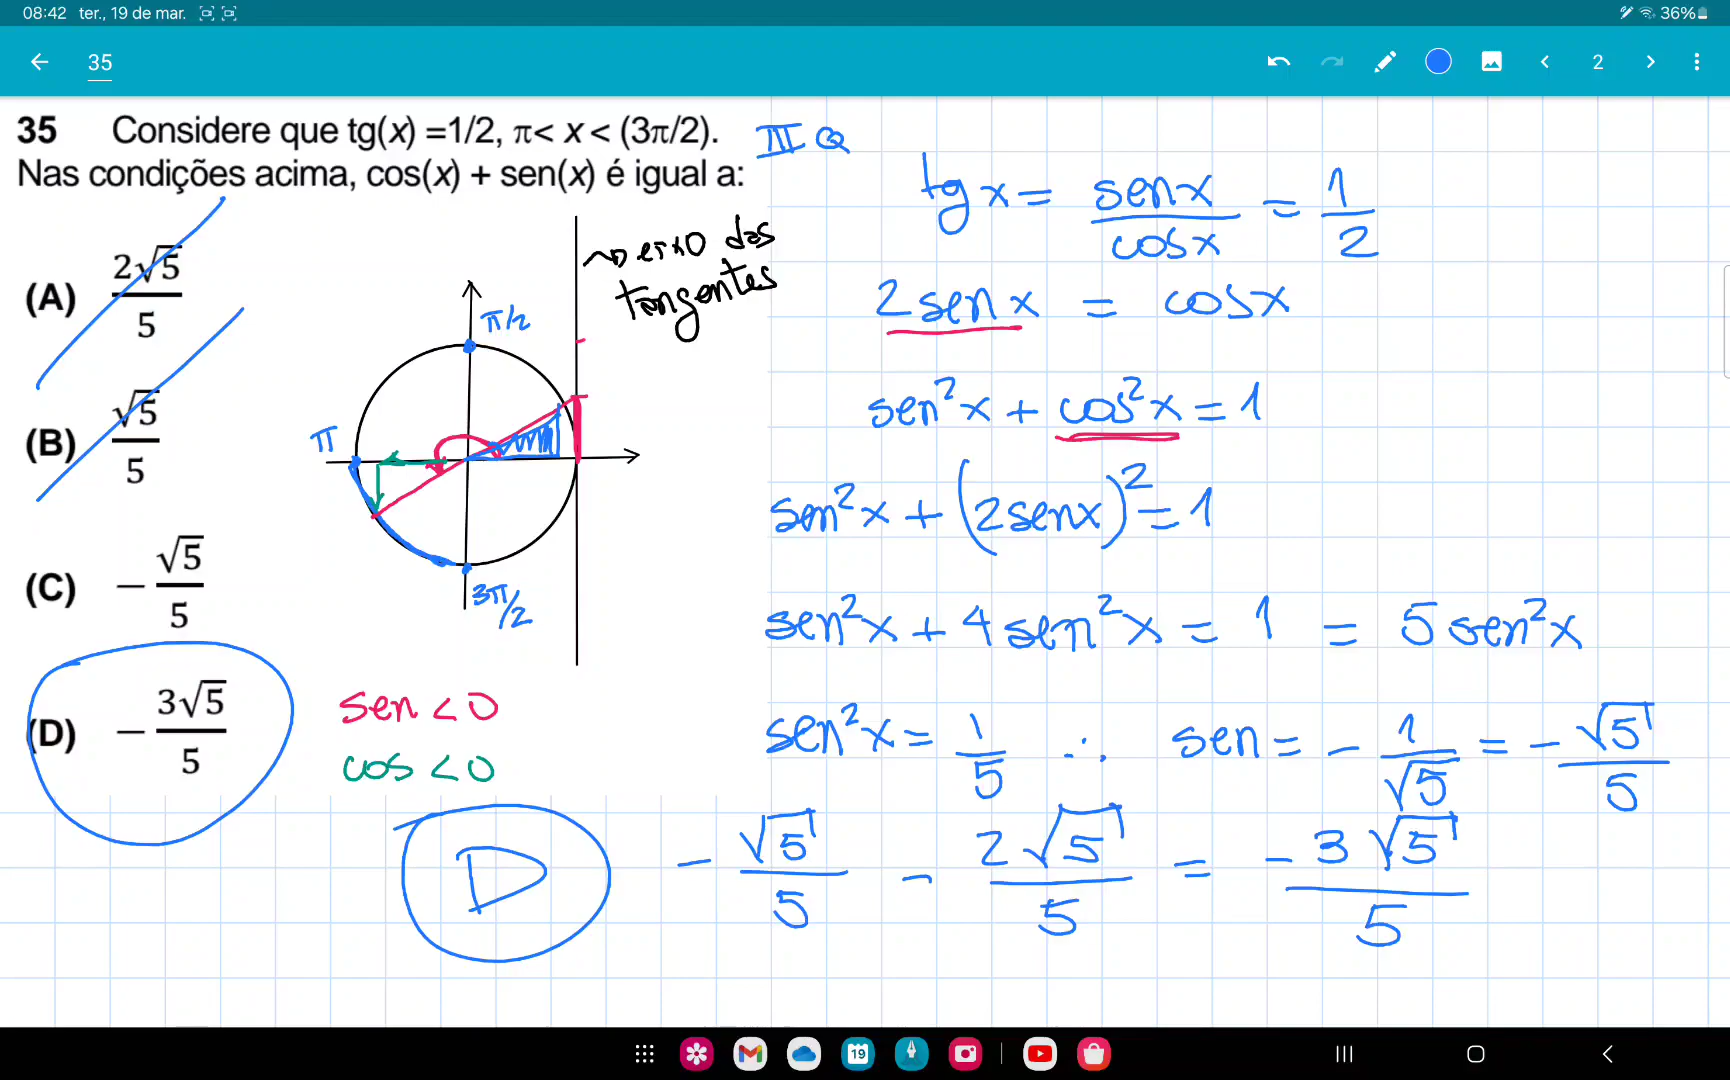 08:42 ter., 19 de mar. 36%
35 2
35 Considere que tg(x) =1/2, π< x < (3π/2).
Nas condições acima, cos(x) + sen(x) é igual a:
(A) 2√5/5
(B) √5/5
(C) −√5/5
(D) −3√5/5
eixo das
tangentes
π/2
π
3π/2
sen <0
cos <0
III Q
tg x = sen x/cos x = 1/2
2 sen x = cos x
sen²x + cos²x = 1
sen²x + (2senx)² = 1
sen²x + 4 sen²x = 1 = 5 sen²x
sen²x = 1/5 ∴ sen = −1/√5 = −√5/5
D −√5/5 − 2√5/5 = −3√5/5
19